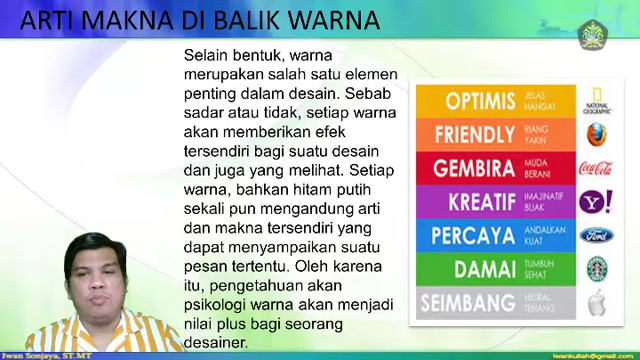 ARTI MAKNA DI BALIK WARNA
Selain bentuk, warna
merupakan salah satu elemen
penting dalam desain. Sebab
sadar atau tidak, setiap warna
akan memberikan efek
tersendiri bagi suatu desain
dan juga yang melihat. Setiap
warna, bahkan hitam putih
sekali pun mengandung arti
dan makna tersendiri yang
dapat menyampaikan suatu
pesan tertentu. Oleh karena
itu, pengetahuan akan
psikologi warna akan menjadi
nilai plus bagi seorang
desainer.
OPTIMIS
JELAS
HANGAT
NATIONAL
GEOGRAPHIC
FRIENDLY
RIANG
YAKIN
GEMBIRA
MUDA
BERANI
Coca-Cola
KREATIF
IMAJINATIF
BIJAK
Y!
PERCAYA
ANDALKAN
KUAT
Ford
DAMAI
TUMBUH
SEHAT
SEIMBANG
NETRAL
TENANG
Iwan Sonjaya, ST.MT
iwankuliah@gmail.com